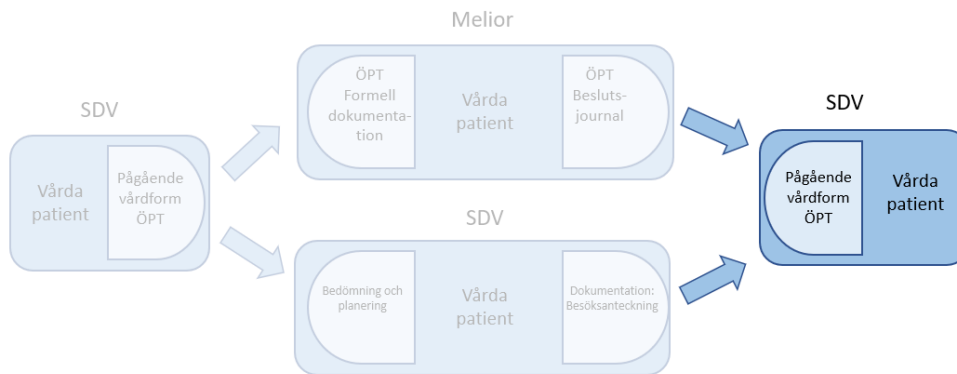 Melior
ÖPT
Formell
dokumenta-
tion
Vårda
patient
ÖPT
Besluts-
journal
SDV
Vårda
patient
Pågående
vårdform
ÖPT
SDV
Bedömning och
planering
Vårda
patient
Dokumentation:
Besöksanteckning
SDV
Pågående
vårdform
ÖPT
Vårda
patient